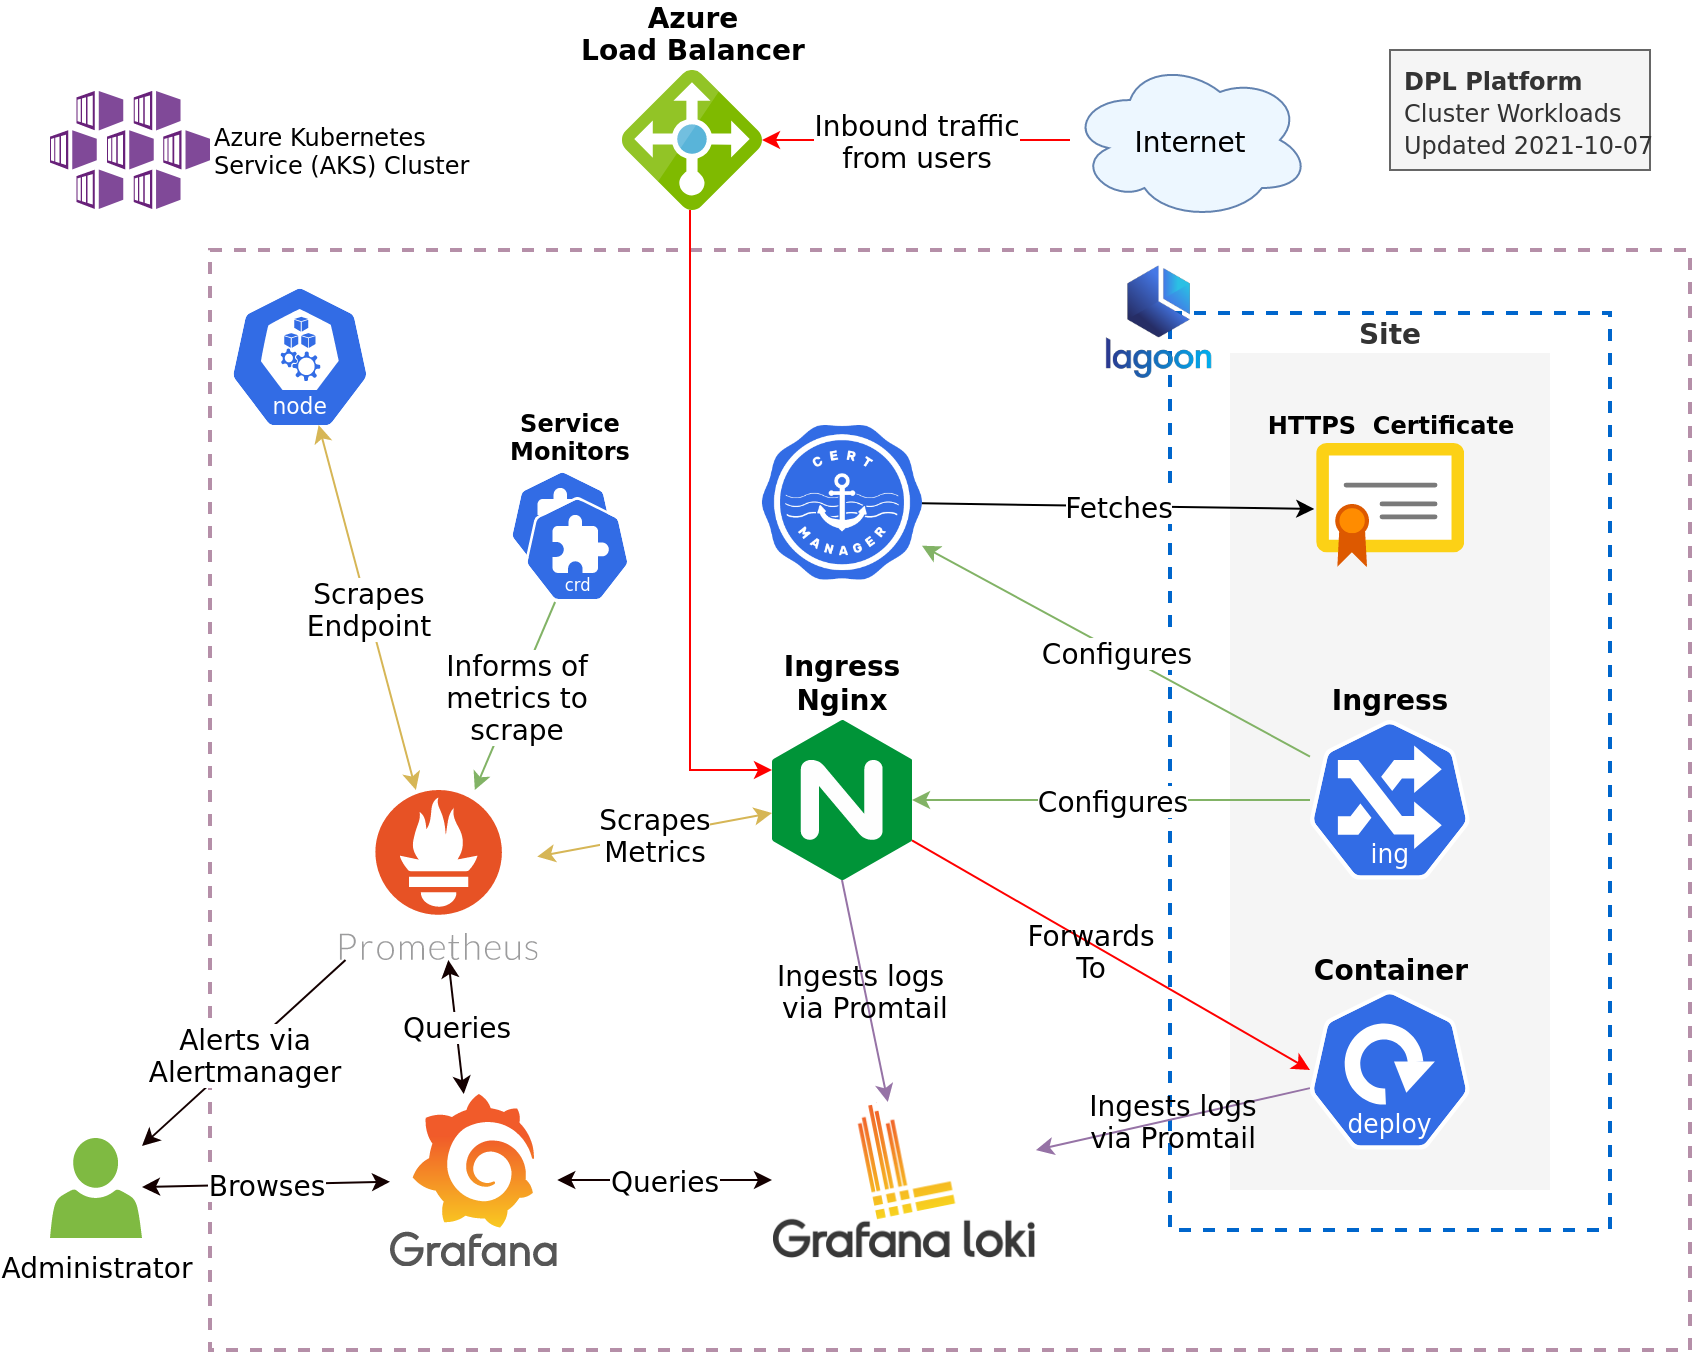 Azure
Load Balancer
Azure Kubernetes
Service (AKS) Cluster
Inbound traffic
from users
Internet
DPL Platform
Cluster Workloads
Updated 2021-10-07
lagoon
Site
node
Service
Monitors
crd
CERT
MANAGER
Fetches
HTTPS  Certificate
Scrapes
Endpoint
Informs of
metrics to
scrape
Configures
Ingress
Nginx
N
Ingress
ing
Configures
Scrapes
Metrics
Prometheus
Forwards
To
Ingests logs
via Promtail
Container
deploy
Alerts via
Alertmanager
Queries
Ingests logs
via Promtail
Browses
Queries
Grafana
Grafana loki
Administrator